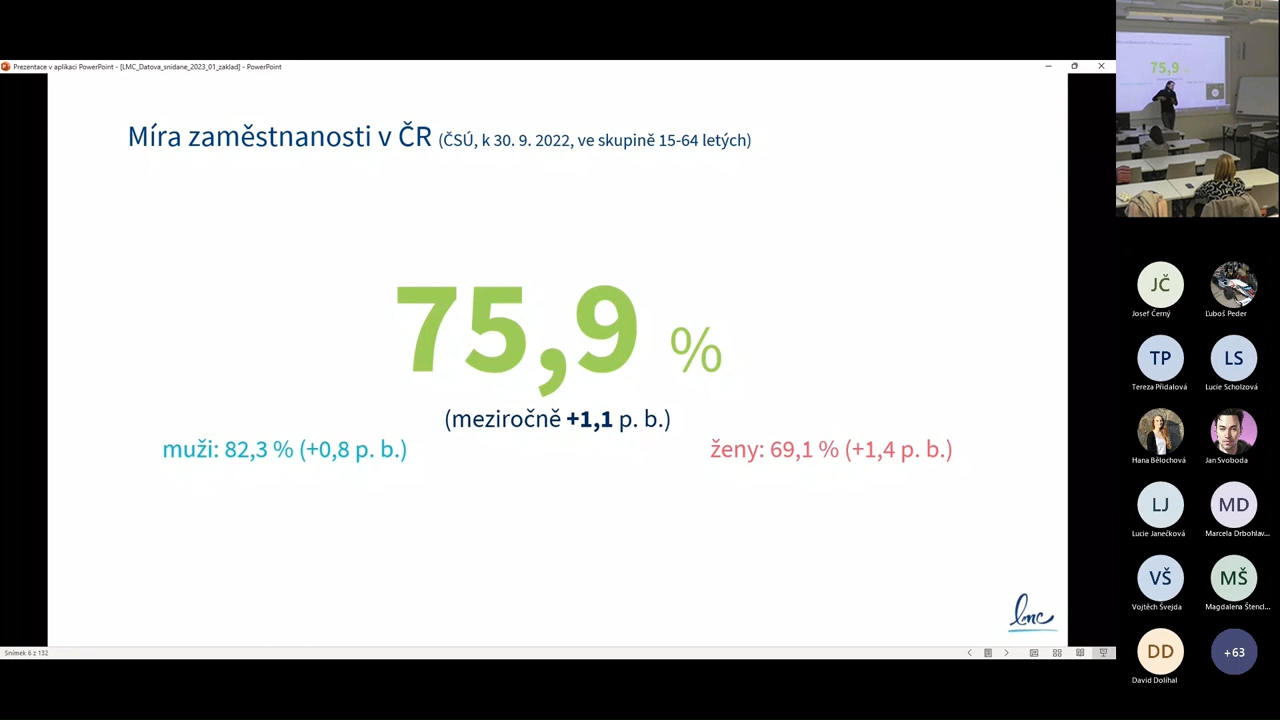 Prezentace v aplikaci PowerPoint - [LMC_Datova_snidane_2023_01_zaklad] - PowerPoint
Míra zaměstnanosti v ČR (ČSÚ, k 30. 9. 2022, ve skupině 15-64 letých)
75,9 %
(meziročně +1,1 p. b.)
muži: 82,3 % (+0,8 p. b.)
ženy: 69,1 % (+1,4 p. b.)
lmc
Snímek 6 z 132
75,9
JČ
Josef Černý
Ľuboš Peder
TP
Tereza Přidalová
LS
Lucie Scholzová
Hana Bělochová
Jan Svoboda
LJ
Lucie Janečková
MD
Marcela Drbohlav...
VŠ
Vojtěch Švejda
MŠ
Magdalena Štencl...
DD
David Dolíhal
+63